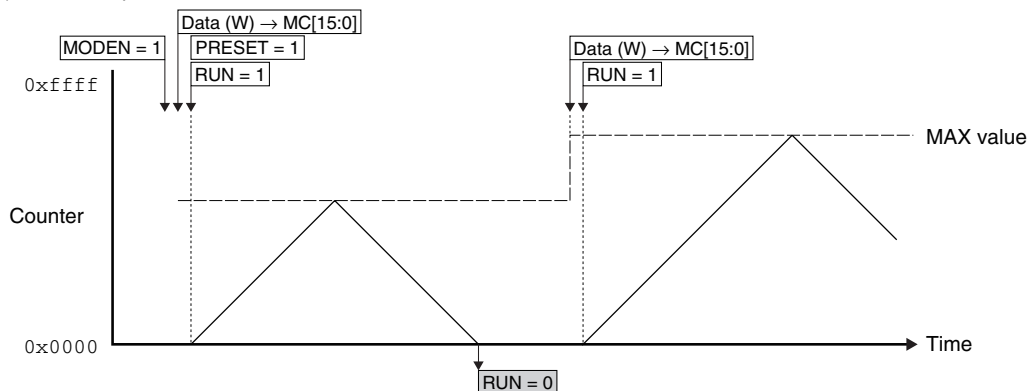 Data (W) → MC[15:0]
MODEN = 1
PRESET = 1
RUN = 1
Data (W) → MC[15:0]
RUN = 1
0xffff
MAX value
Counter
0x0000
Time
RUN = 0